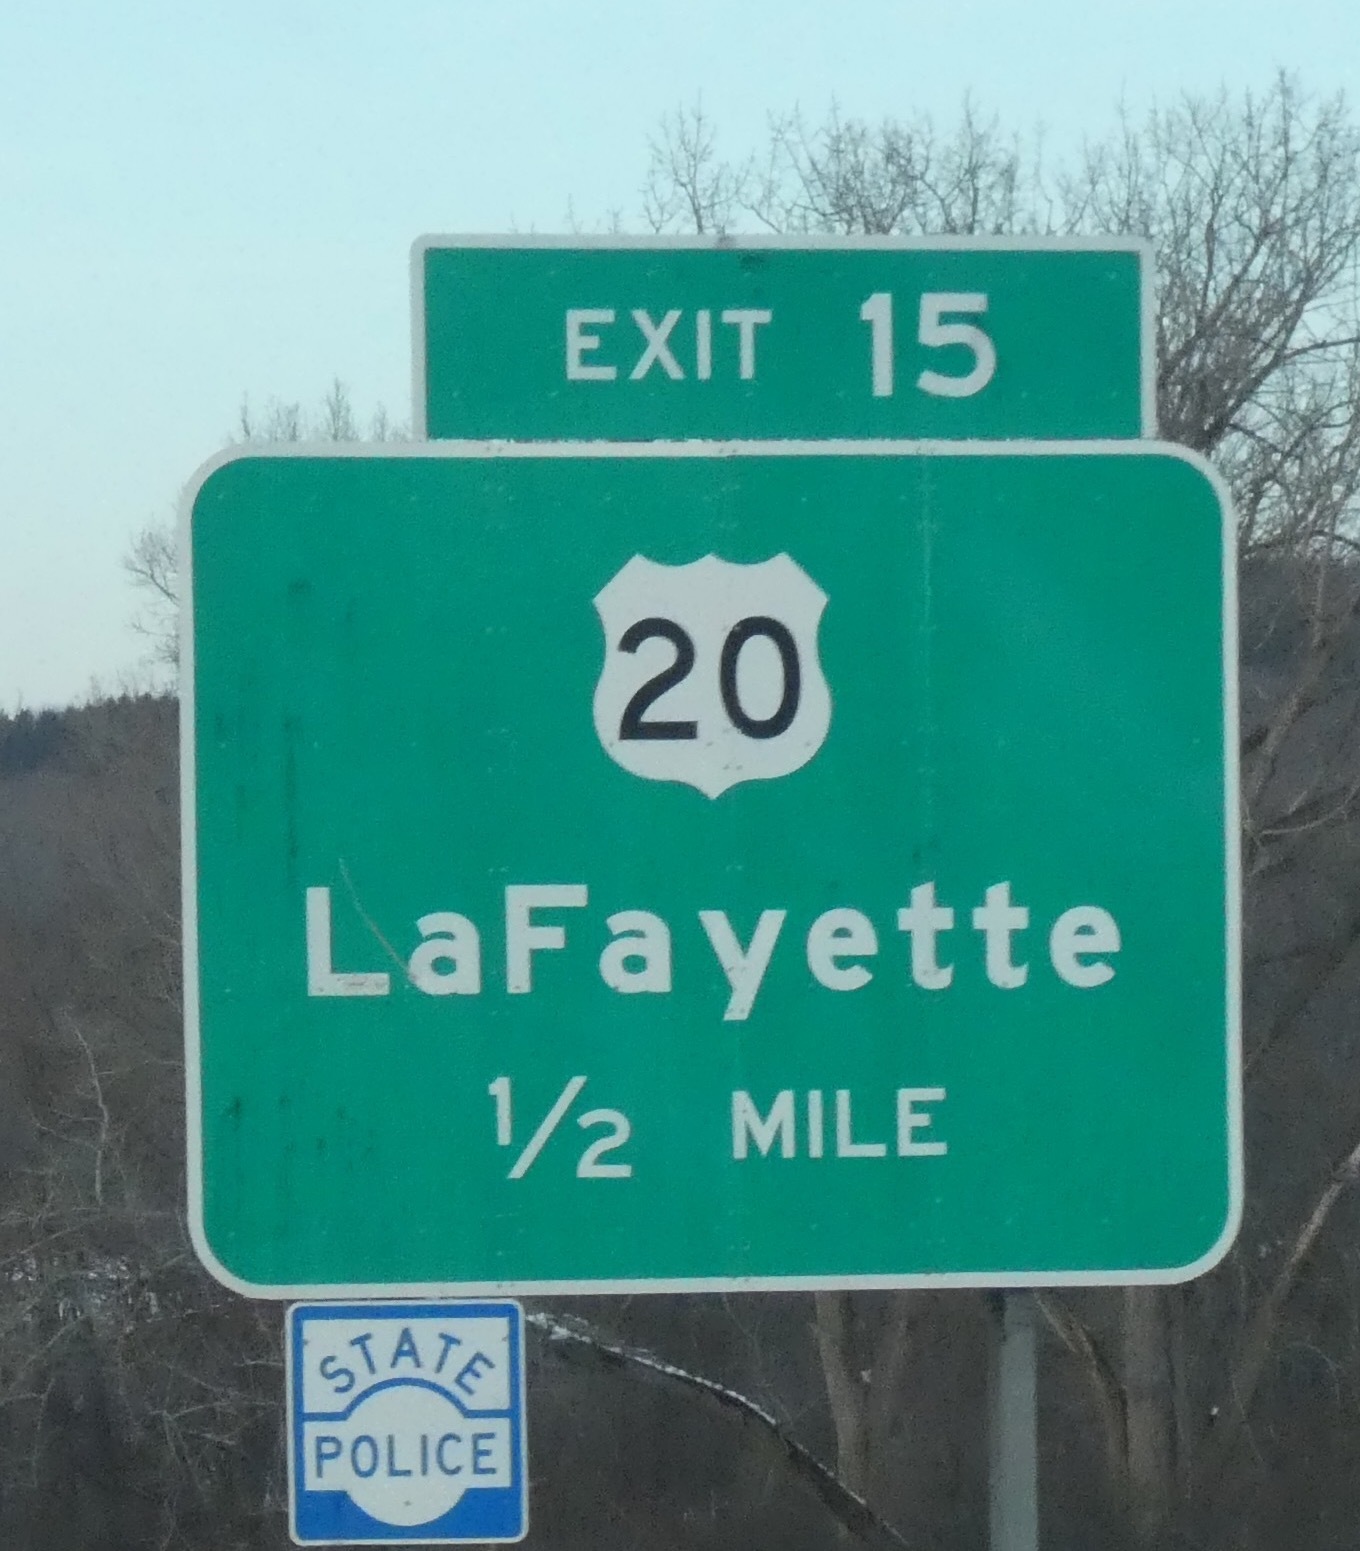 EXIT 15
20
LaFayette
1/2 MILE
STATE
POLICE